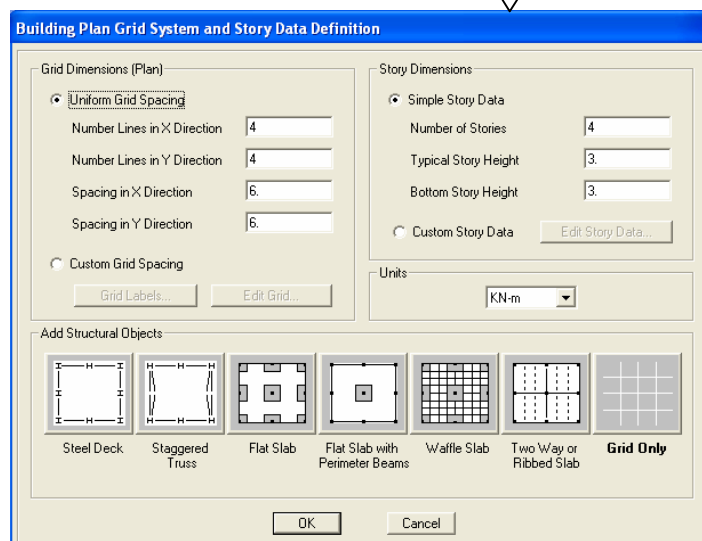 Building Plan Grid System and Story Data Definition
Grid Dimensions (Plan)
Uniform Grid Spacing
Number Lines in X Direction 4
Number Lines in Y Direction 4
Spacing in X Direction 6.
Spacing in Y Direction 6.
Custom Grid Spacing
Grid Labels... Edit Grid...
Story Dimensions
Simple Story Data
Number of Stories 4
Typical Story Height 3.
Bottom Story Height 3.
Custom Story Data Edit Story Data...
Units
KN-m
Add Structural Objects
Steel Deck
Staggered
Truss
Flat Slab
Flat Slab with
Perimeter Beams
Waffle Slab
Two Way or
Ribbed Slab
Grid Only
OK Cancel